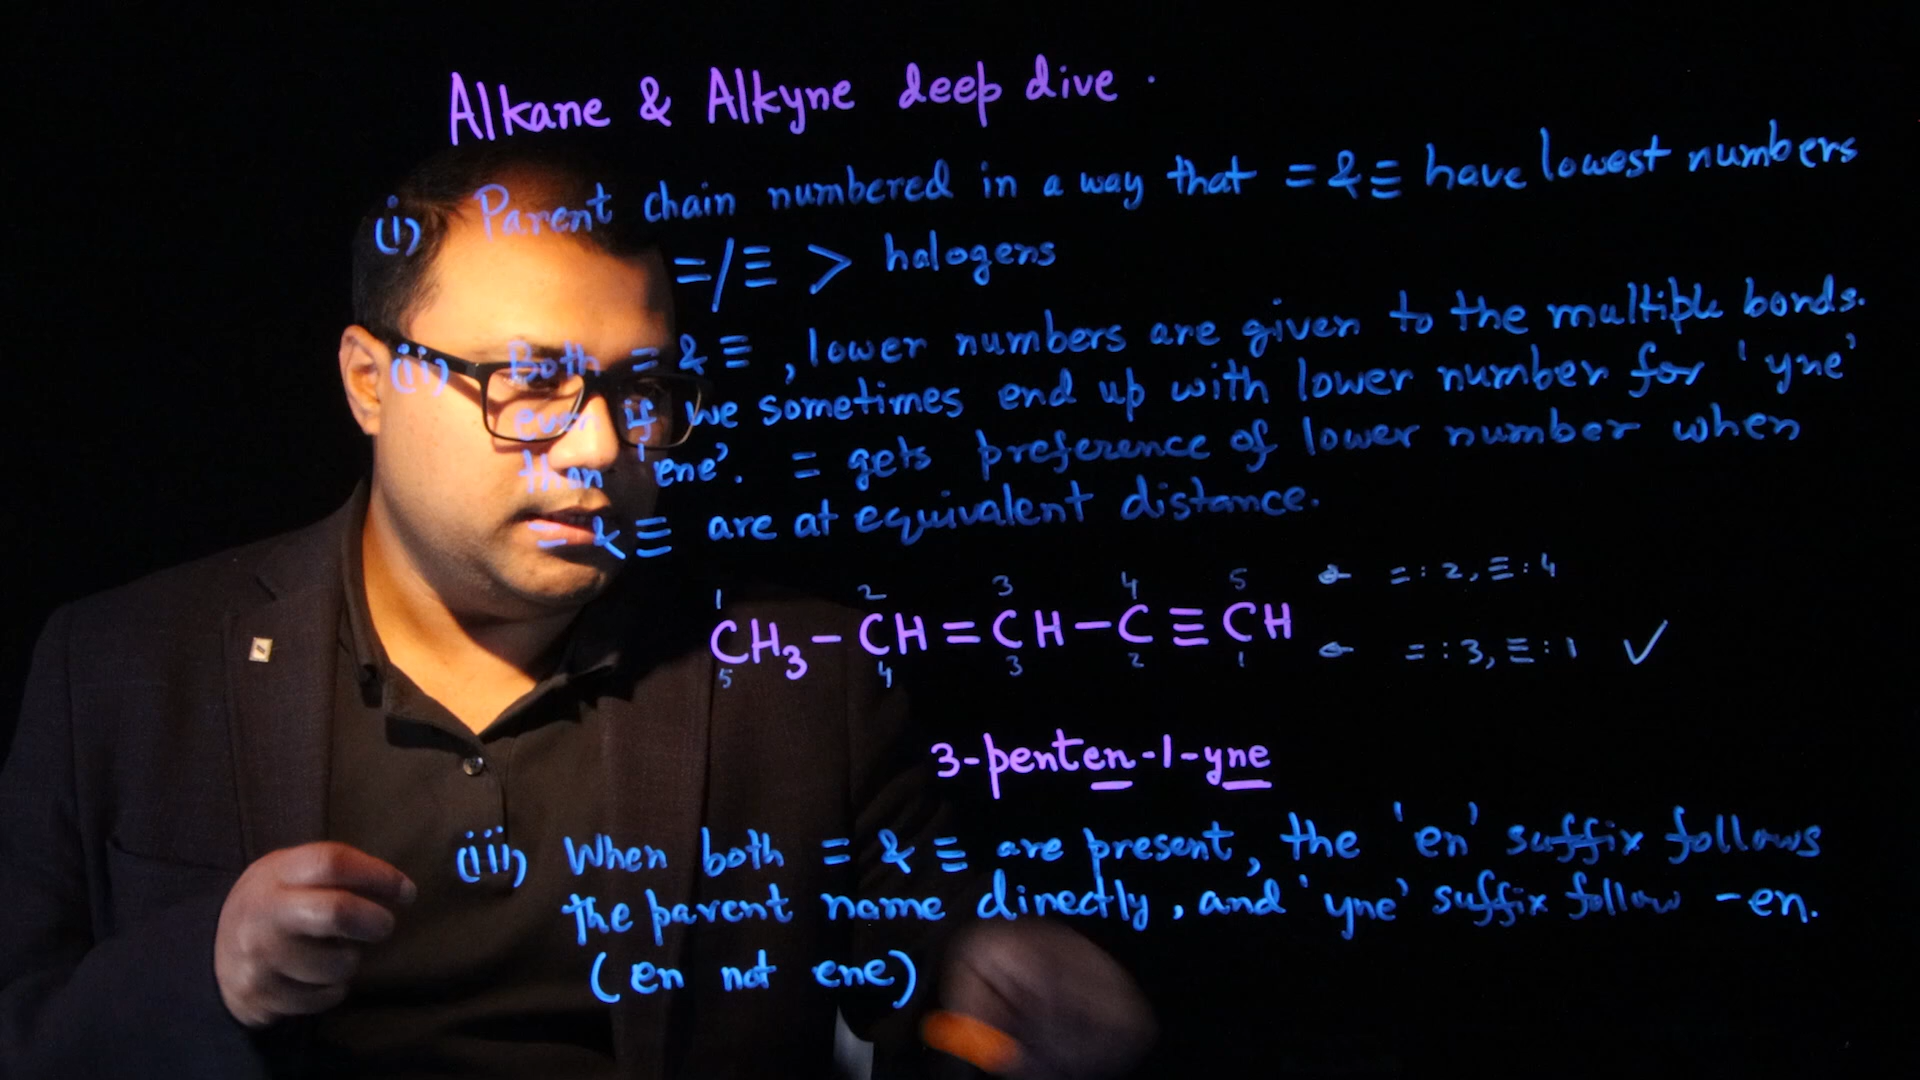 Alkane & Alkyne deep dive.
(i) Parent chain numbered in a way that = & ≡ have lowest numbers
=/≡ > halogens
(ii) Both = & ≡, lower numbers are given to the multiple bonds.
even if we sometimes end up with lower number for 'yne'
than 'ene'. = gets preference of lower number when
= & ≡ are at equivalent distance.
1 2 3 4 5
= : 2, ≡ : 4
CH₃ - CH = CH - C ≡ CH
5 4 3 2 1
= : 3, ≡ : 1 ✓
3-penten-1-yne
(iii) When both = & ≡ are present, the 'en' suffix follows
the parent name directly, and 'yne' suffix follow -en.
(en not ene)